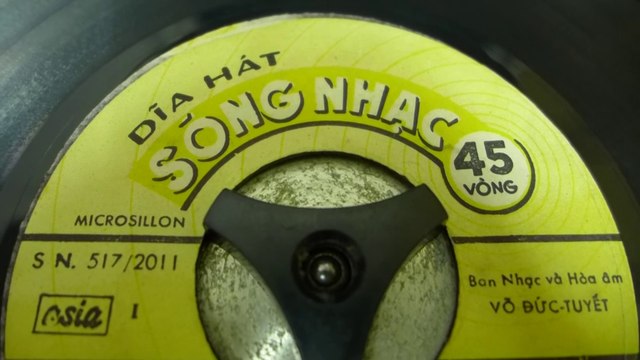 DĨA HÁT
SÓNG NHẠC
45
VÒNG
MICROSILLON
S N. 517/2011
Asia I
Ban Nhạc và Hòa âm
VÕ ĐỨC-TUYẾT